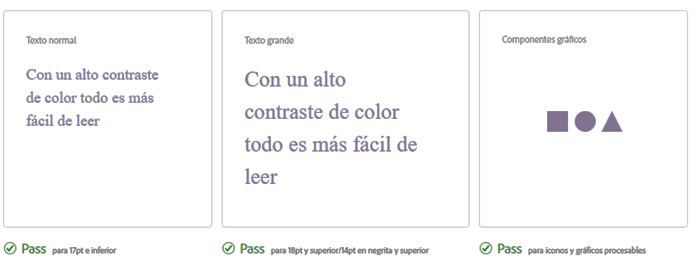 Texto normal
Con un alto contraste
de color todo es más
fácil de leer
Pass para 17pt e inferior
Texto grande
Con un alto
contraste de color
todo es más fácil de
leer
Pass para 18pt y superior/14pt en negrita y superior
Componentes gráficos
Pass para iconos y gráficos procesables